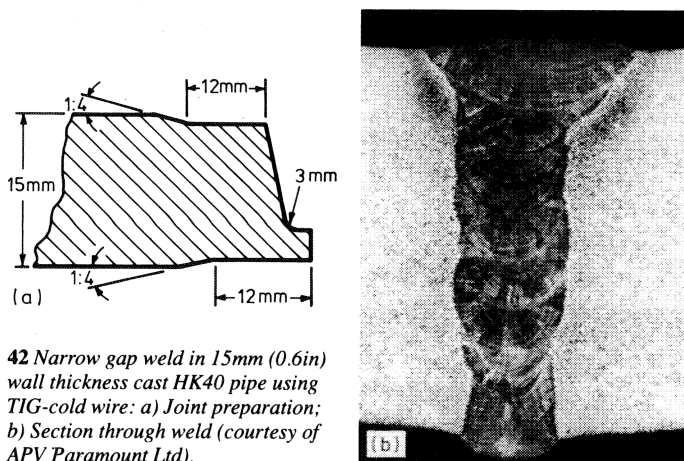 12mm
1:4
15mm
3mm
1:4
12mm
(a)
42 Narrow gap weld in 15mm (0.6in)
wall thickness cast HK40 pipe using
TIG-cold wire: a) Joint preparation;
b) Section through weld (courtesy of
APV Paramount Ltd).
(b)